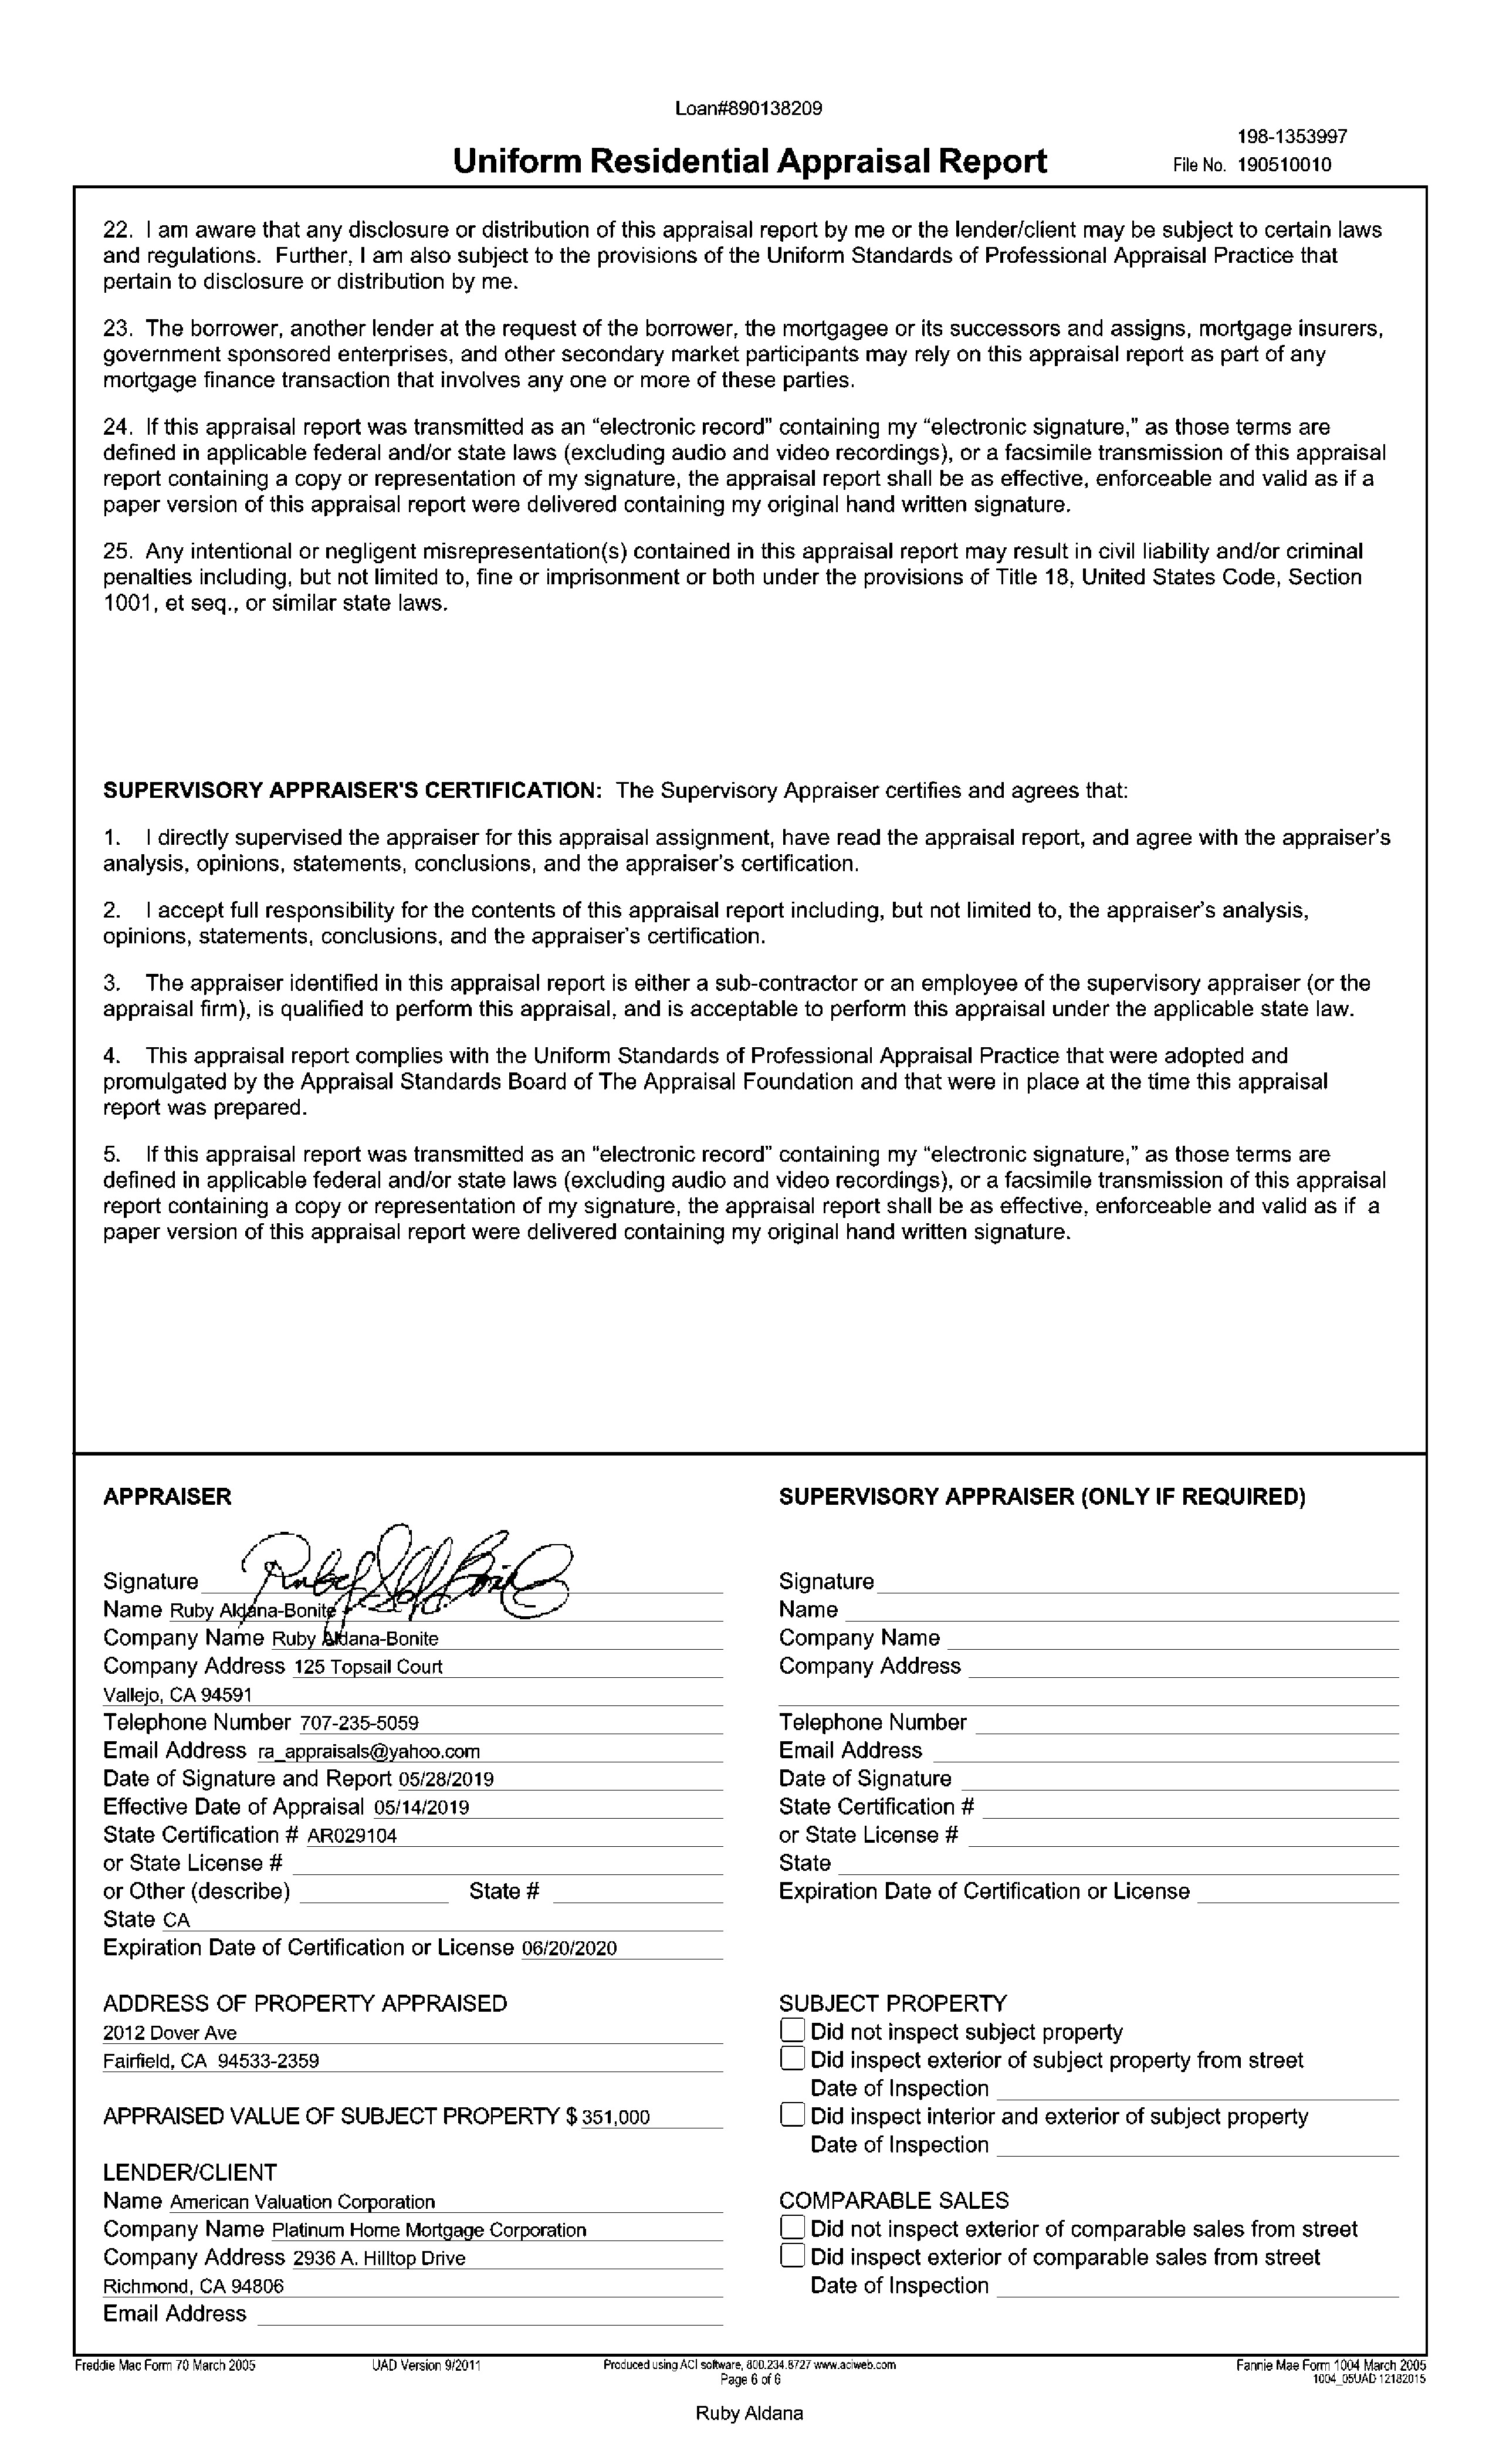 Loan#890138209
198-1353997
Uniform Residential Appraisal Report
File No. 190510010
22. I am aware that any disclosure or distribution of this appraisal report by me or the lender/client may be subject to certain laws
and regulations. Further, I am also subject to the provisions of the Uniform Standards of Professional Appraisal Practice that
pertain to disclosure or distribution by me.
23. The borrower, another lender at the request of the borrower, the mortgagee or its successors and assigns, mortgage insurers,
government sponsored enterprises, and other secondary market participants may rely on this appraisal report as part of any
mortgage finance transaction that involves any one or more of these parties.
24. If this appraisal report was transmitted as an “electronic record” containing my “electronic signature,” as those terms are
defined in applicable federal and/or state laws (excluding audio and video recordings), or a facsimile transmission of this appraisal
report containing a copy or representation of my signature, the appraisal report shall be as effective, enforceable and valid as if a
paper version of this appraisal report were delivered containing my original hand written signature.
25. Any intentional or negligent misrepresentation(s) contained in this appraisal report may result in civil liability and/or criminal
penalties including, but not limited to, fine or imprisonment or both under the provisions of Title 18, United States Code, Section
1001, et seq., or similar state laws.
SUPERVISORY APPRAISER'S CERTIFICATION: The Supervisory Appraiser certifies and agrees that:
1. I directly supervised the appraiser for this appraisal assignment, have read the appraisal report, and agree with the appraiser’s
analysis, opinions, statements, conclusions, and the appraiser’s certification.
2. I accept full responsibility for the contents of this appraisal report including, but not limited to, the appraiser’s analysis,
opinions, statements, conclusions, and the appraiser’s certification.
3. The appraiser identified in this appraisal report is either a sub-contractor or an employee of the supervisory appraiser (or the
appraisal firm), is qualified to perform this appraisal, and is acceptable to perform this appraisal under the applicable state law.
4. This appraisal report complies with the Uniform Standards of Professional Appraisal Practice that were adopted and
promulgated by the Appraisal Standards Board of The Appraisal Foundation and that were in place at the time this appraisal
report was prepared.
5. If this appraisal report was transmitted as an “electronic record” containing my “electronic signature,” as those terms are
defined in applicable federal and/or state laws (excluding audio and video recordings), or a facsimile transmission of this appraisal
report containing a copy or representation of my signature, the appraisal report shall be as effective, enforceable and valid as if a
paper version of this appraisal report were delivered containing my original hand written signature.
APPRAISER
Signature
Name Ruby Aldana-Bonite
Company Name Ruby Aldana-Bonite
Company Address 125 Topsail Court
Vallejo, CA 94591
Telephone Number 707-235-5059
Email Address ra_appraisals@yahoo.com
Date of Signature and Report 05/28/2019
Effective Date of Appraisal 05/14/2019
State Certification # AR029104
or State License #
or Other (describe) State #
State CA
Expiration Date of Certification or License 06/20/2020
ADDRESS OF PROPERTY APPRAISED
2012 Dover Ave
Fairfield, CA 94533-2359
APPRAISED VALUE OF SUBJECT PROPERTY $ 351,000
LENDER/CLIENT
Name American Valuation Corporation
Company Name Platinum Home Mortgage Corporation
Company Address 2936 A. Hilltop Drive
Richmond, CA 94806
Email Address
SUPERVISORY APPRAISER (ONLY IF REQUIRED)
Signature
Name
Company Name
Company Address
Telephone Number
Email Address
Date of Signature
State Certification #
or State License #
State
Expiration Date of Certification or License
SUBJECT PROPERTY
Did not inspect subject property
Did inspect exterior of subject property from street
Date of Inspection
Did inspect interior and exterior of subject property
Date of Inspection
COMPARABLE SALES
Did not inspect exterior of comparable sales from street
Did inspect exterior of comparable sales from street
Date of Inspection
Freddie Mac Form 70 March 2005 UAD Version 9/2011 Produced using ACI software, 800.234.8727 www.aciweb.com Fannie Mae Form 1004 March 2005
Page 6 of 6 1004_05UAD 12182015
Ruby Aldana